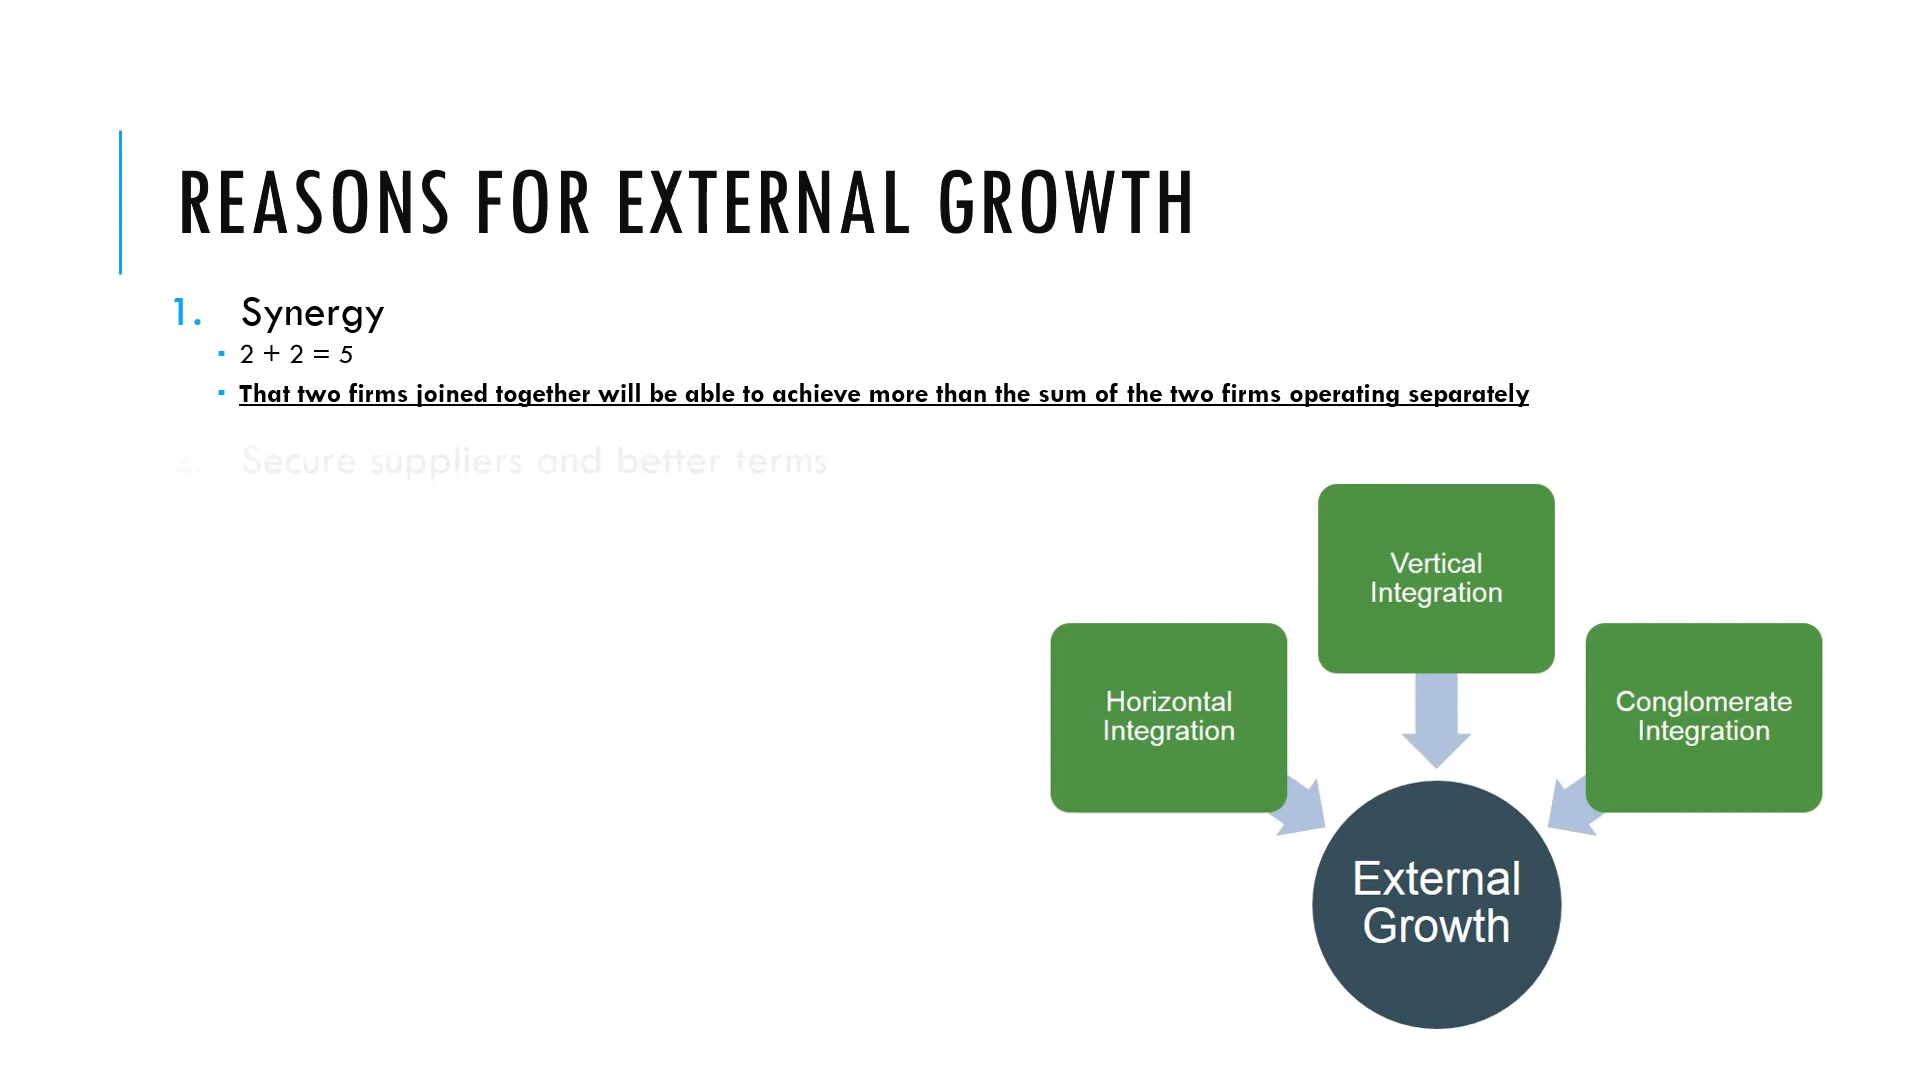 REASONS FOR EXTERNAL GROWTH
1. Synergy
▪ 2 + 2 = 5
▪ That two firms joined together will be able to achieve more than the sum of the two firms operating separately
2. Secure suppliers and better terms
Vertical
Integration
Horizontal
Integration
Conglomerate
Integration
External
Growth